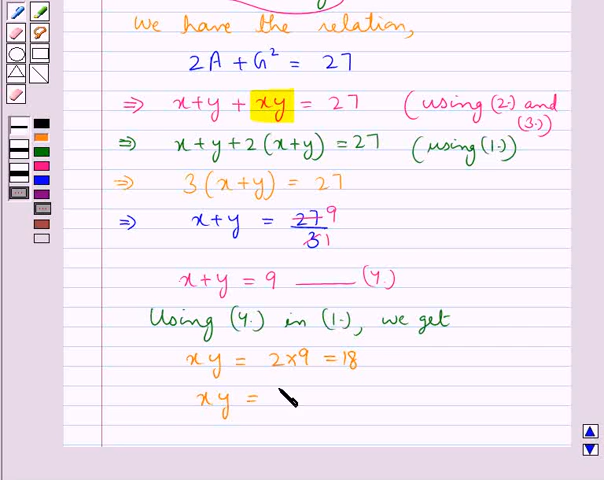 We have the relation,
2A + G² = 27
⇒ x+y + xy = 27 (using (2.) and (3.))
⇒ x+y+2(x+y) = 27 (using (1.))
⇒ 3(x+y) = 27
⇒ x+y = 27 9 / 3 1
x+y = 9 —— (4.)
Using (4.) in (1.), we get
xy = 2×9 = 18
xy =